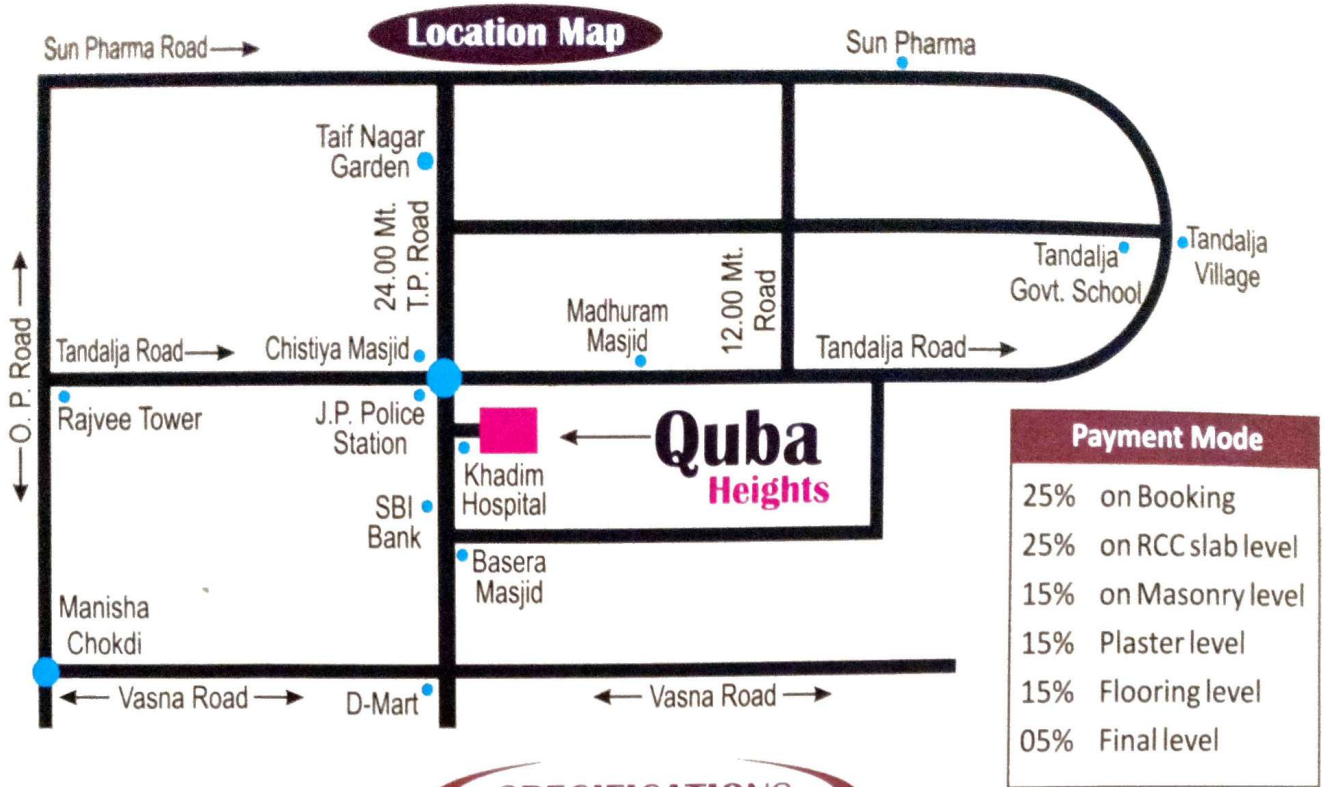 Location Map
Sun Pharma Road
Sun Pharma
Taif Nagar
Garden
24.00 Mt.
T.P. Road
12.00 Mt.
Road
Tandalja
Govt. School
Tandalja
Village
O. P. Road
Tandalja Road
Chistiya Masjid
Madhuram
Masjid
Tandalja Road
Rajvee Tower
J.P. Police
Station
Quba
Heights
Khadim
Hospital
SBI
Bank
Basera
Masjid
Manisha
Chokdi
Vasna Road
D-Mart
Vasna Road
Payment Mode
25% on Booking
25% on RCC slab level
15% on Masonry level
15% Plaster level
15% Flooring level
05% Final level
SPECIFICATIONS